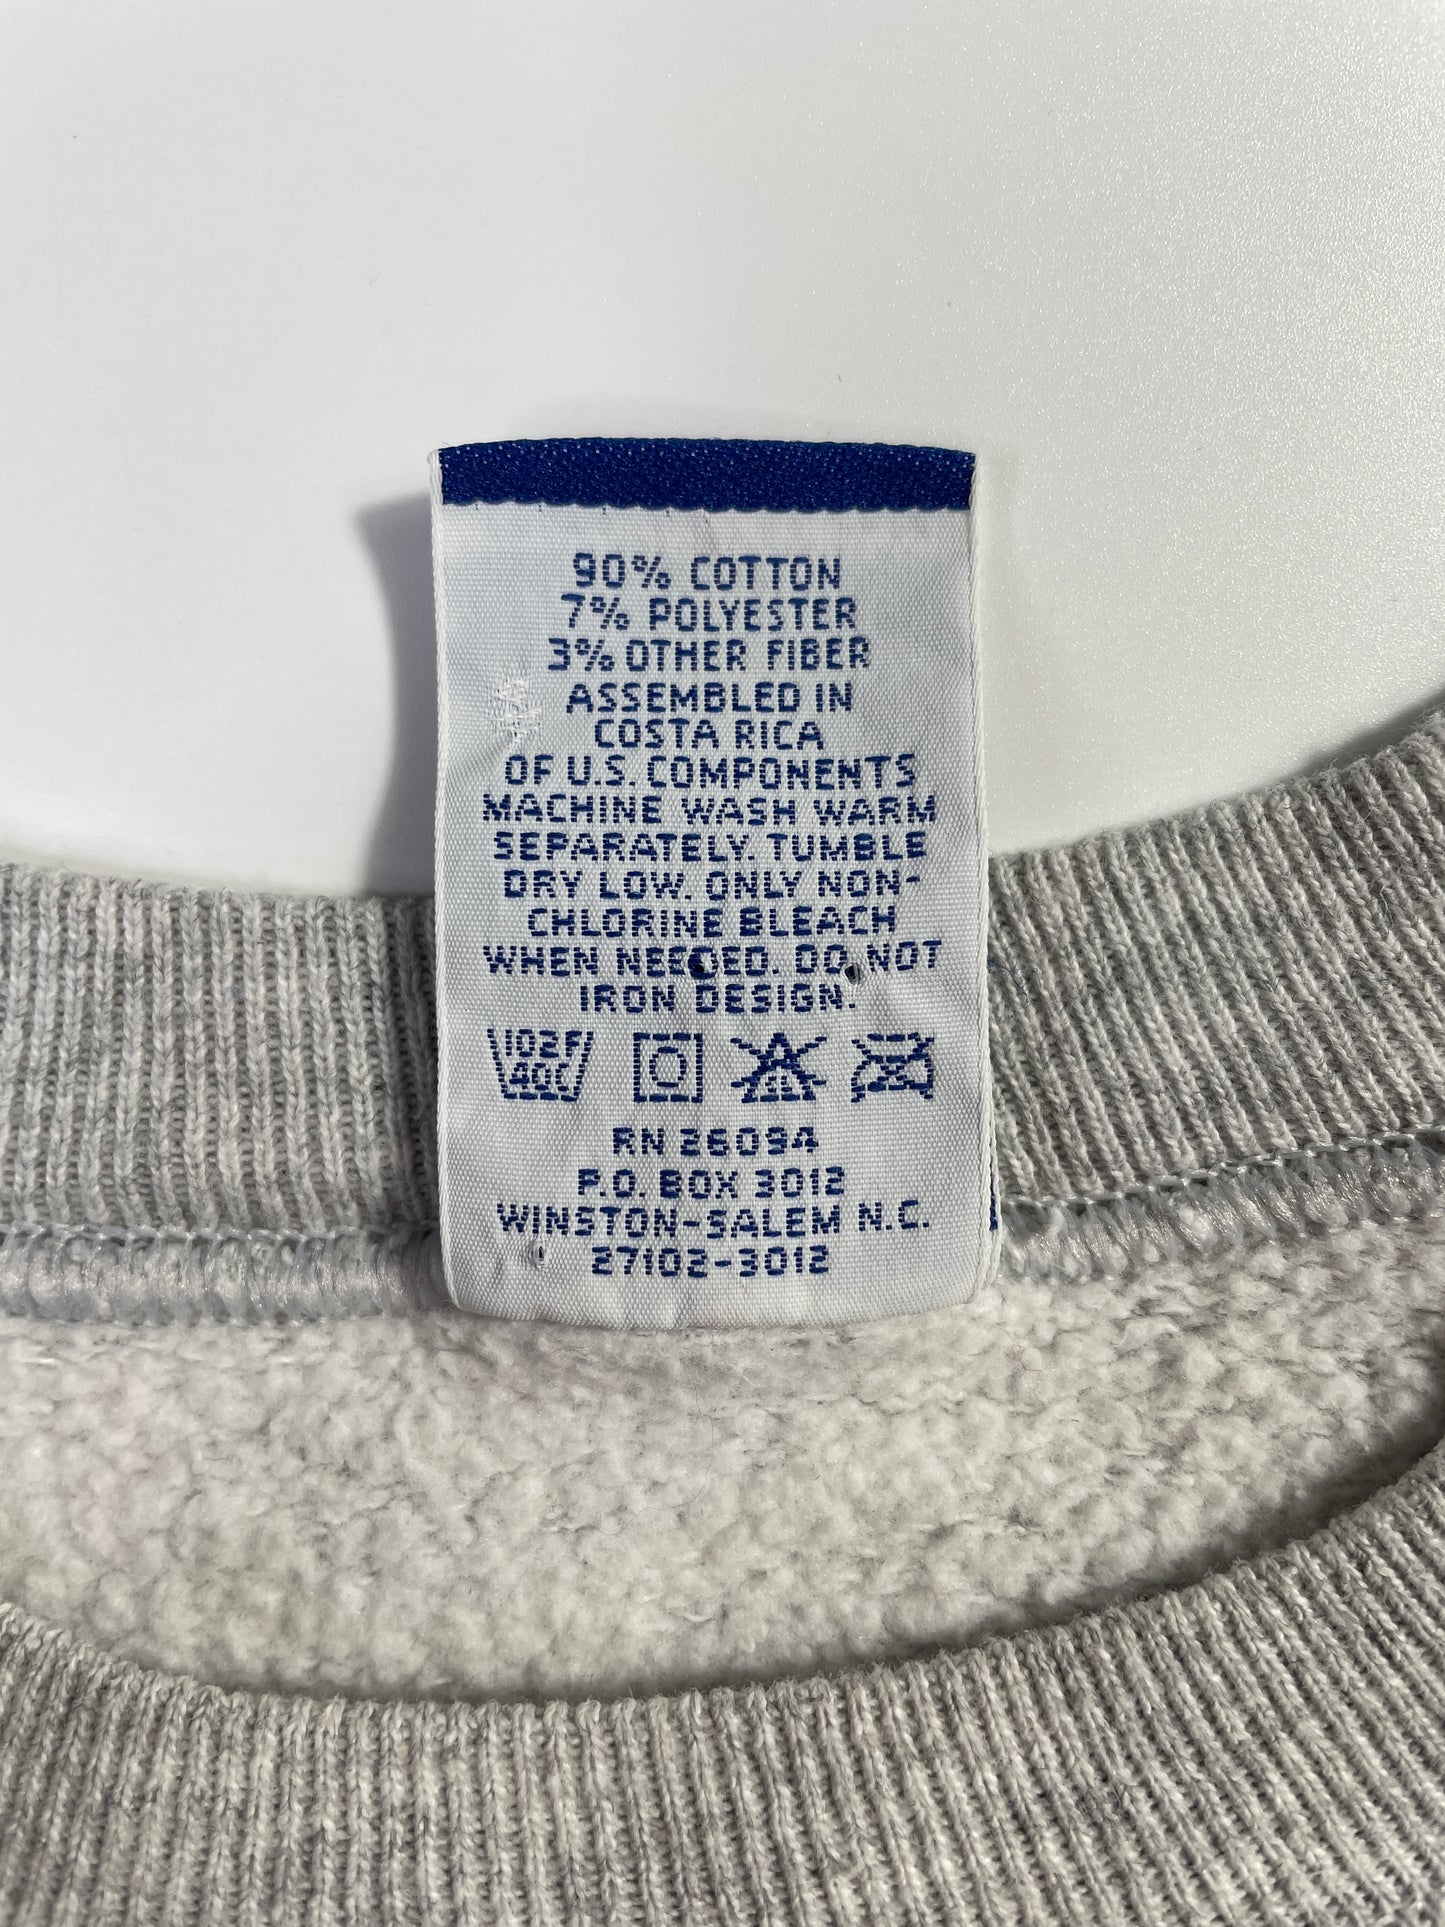 90% COTTON
7% POLYESTER
3% OTHER FIBER
ASSEMBLED IN
COSTA RICA
OF U.S. COMPONENTS
MACHINE WASH WARM
SEPARATELY. TUMBLE
DRY LOW. ONLY NON-
CHLORINE BLEACH
WHEN NEEDED. DO NOT
IRON DESIGN.
102F
40C CL
RN 26094
P.O. BOX 3012
WINSTON-SALEM N.C.
27102-3012